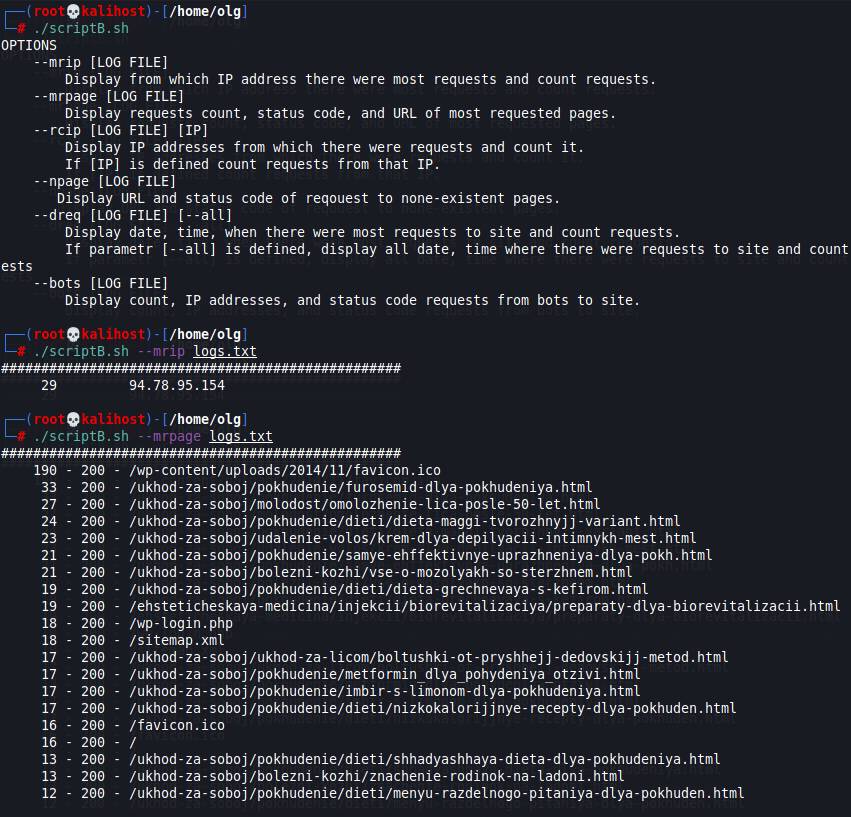 ┌──(root💀kalihost)-[/home/olg]
└─# ./scriptB.sh
OPTIONS
    --mrip [LOG FILE]
        Display from which IP address there were most requests and count requests.
    --mrpage [LOG FILE]
        Display requests count, status code, and URL of most requested pages.
    --rcip [LOG FILE] [IP]
        Display IP addresses from which there were requests and count it.
        If [IP] is defined count requests from that IP.
    --npage [LOG FILE]
       Display URL and status code of reqouest to none-existent pages.
    --dreq [LOG FILE] [--all]
        Display date, time, when there were most requests to site and count requests.
        If parametr [--all] is defined, display all date, time where there were requests to site and count
ests
    --bots [LOG FILE]
        Display count, IP addresses, and status code requests from bots to site.
┌──(root💀kalihost)-[/home/olg]
└─# ./scriptB.sh --mrip logs.txt
##################################################
     29         94.78.95.154
┌──(root💀kalihost)-[/home/olg]
└─# ./scriptB.sh --mrpage logs.txt
##################################################
    190 - 200 - /wp-content/uploads/2014/11/favicon.ico
     33 - 200 - /ukhod-za-soboj/pokhudenie/furosemid-dlya-pokhudeniya.html
     27 - 200 - /ukhod-za-soboj/molodost/omolozhenie-lica-posle-50-let.html
     24 - 200 - /ukhod-za-soboj/pokhudenie/dieti/dieta-maggi-tvorozhnyjj-variant.html
     23 - 200 - /ukhod-za-soboj/udalenie-volos/krem-dlya-depilyacii-intimnykh-mest.html
     21 - 200 - /ukhod-za-soboj/pokhudenie/samye-ehffektivnye-uprazhneniya-dlya-pokh.html
     21 - 200 - /ukhod-za-soboj/bolezni-kozhi/vse-o-mozolyakh-so-sterzhnem.html
     19 - 200 - /ukhod-za-soboj/pokhudenie/dieti/dieta-grechnevaya-s-kefirom.html
     19 - 200 - /ehsteticheskaya-medicina/injekcii/biorevitalizaciya/preparaty-dlya-biorevitalizacii.html
     18 - 200 - /wp-login.php
     18 - 200 - /sitemap.xml
     17 - 200 - /ukhod-za-soboj/ukhod-za-licom/boltushki-ot-pryshhejj-dedovskijj-metod.html
     17 - 200 - /ukhod-za-soboj/pokhudenie/metformin_dlya_pohydeniya_otzivi.html
     17 - 200 - /ukhod-za-soboj/pokhudenie/imbir-s-limonom-dlya-pokhudeniya.html
     17 - 200 - /ukhod-za-soboj/pokhudenie/dieti/nizkokalorijjnye-recepty-dlya-pokhuden.html
     16 - 200 - /favicon.ico
     16 - 200 - /
     13 - 200 - /ukhod-za-soboj/pokhudenie/dieti/shhadyashhaya-dieta-dlya-pokhudeniya.html
     13 - 200 - /ukhod-za-soboj/bolezni-kozhi/znachenie-rodinok-na-ladoni.html
     12 - 200 - /ukhod-za-soboj/pokhudenie/dieti/menyu-razdelnogo-pitaniya-dlya-pokhuden.html